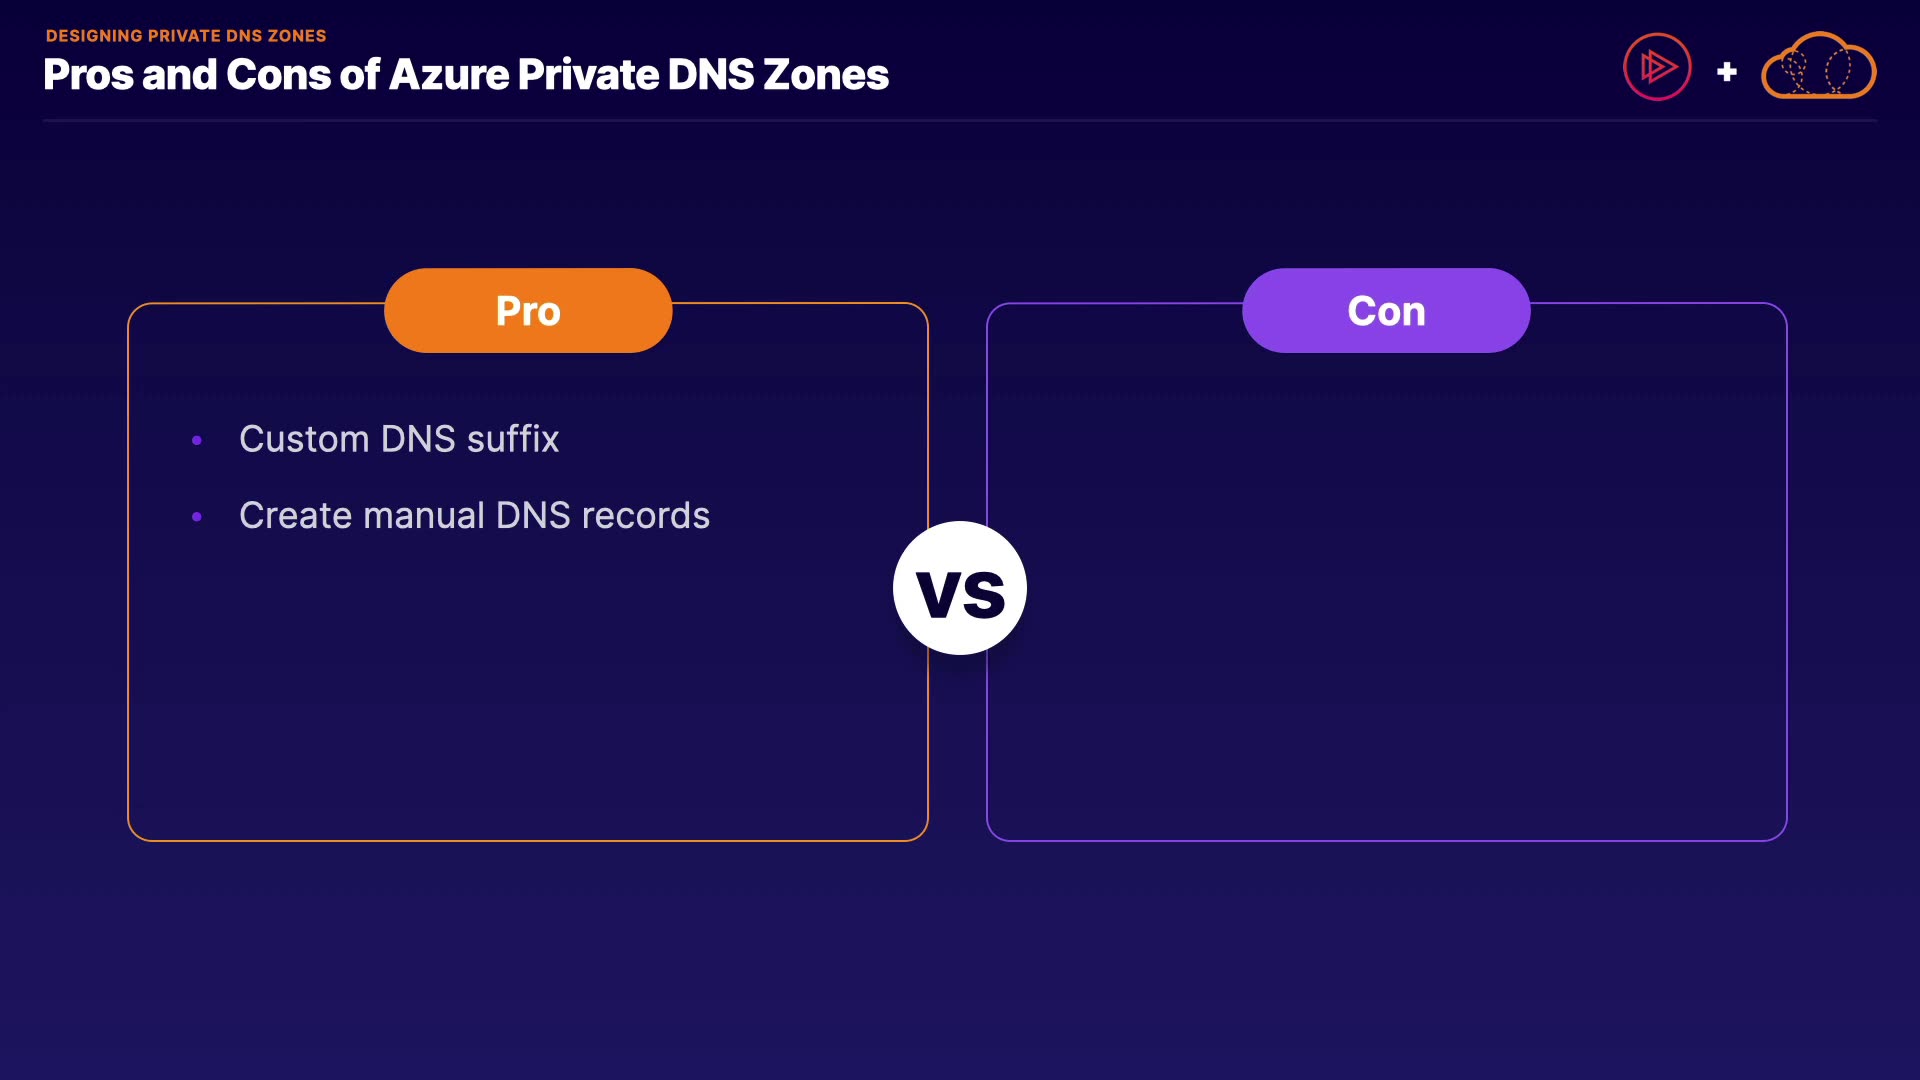 DESIGNING PRIVATE DNS ZONES
Pros and Cons of Azure Private DNS Zones
+
Pro
Con
• Custom DNS suffix
• Create manual DNS records
VS